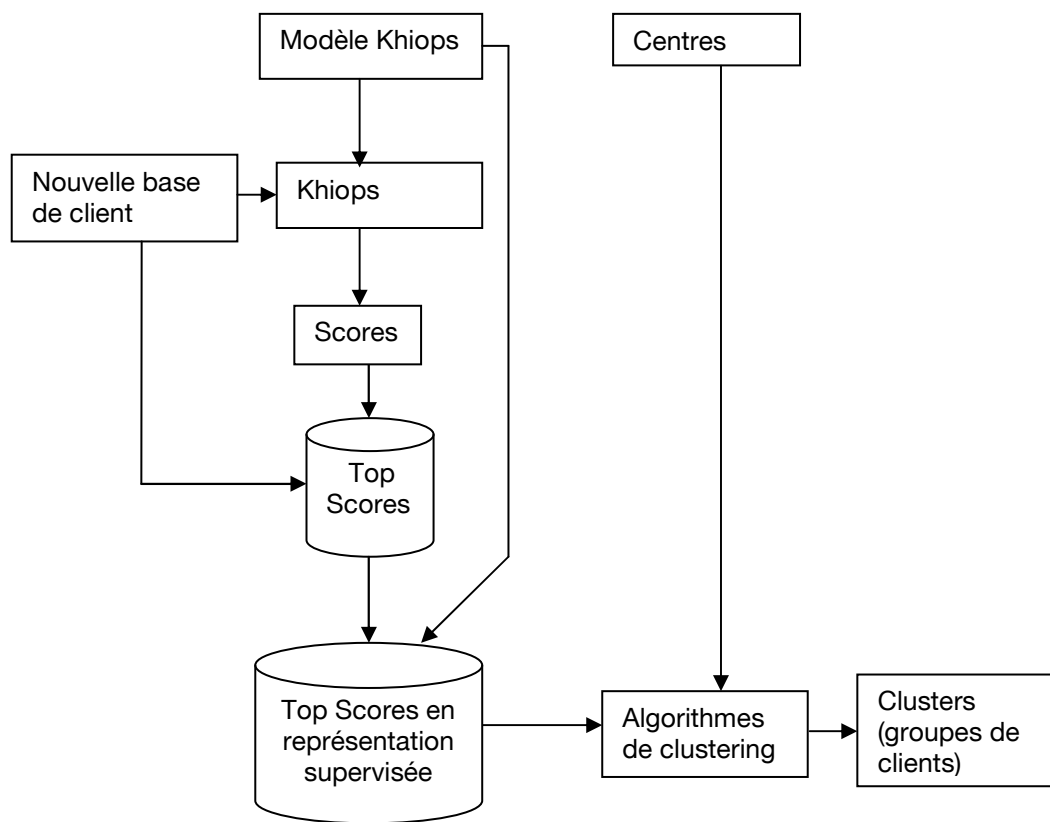 Modèle Khiops
Centres
Nouvelle base
de client
Khiops
Scores
Top
Scores
Top Scores en
représentation
supervisée
Algorithmes
de clustering
Clusters
(groupes de
clients)